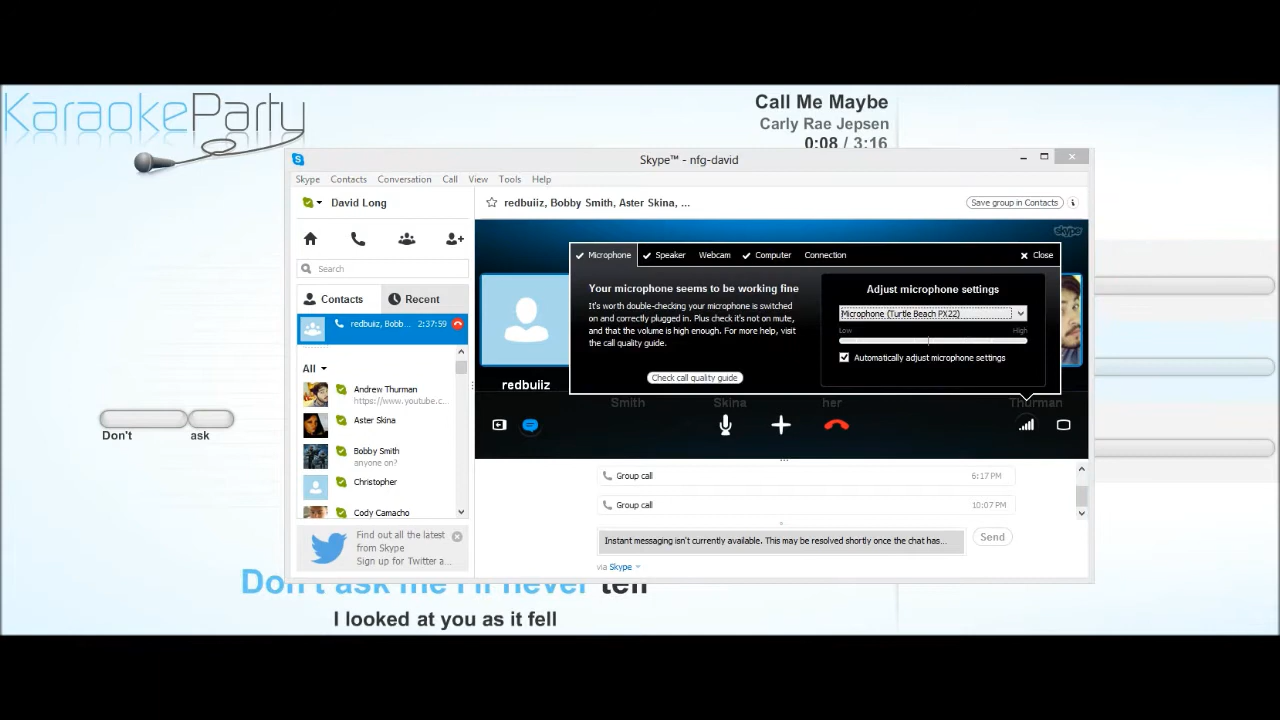 KaraokeParty
Call Me Maybe
Carly Rae Jepsen
0:08 / 3:16
Skype™ - nfg-david
Skype Contacts Conversation Call View Tools Help
David Long
redbuiiz, Bobby Smith, Aster Skina, ...
Save group in Contacts
skype
Search
Contacts
Recent
redbuiiz, Bobb... 2:37:59
All
Andrew Thurman
https://www.youtube.c...
Aster Skina
Bobby Smith
anyone on?
Christopher
Cody Camacho
Find out all the latest
from Skype
Sign up for Twitter a...
Microphone Speaker Webcam Computer Connection Close
Your microphone seems to be working fine
It's worth double-checking your microphone is switched
on and correctly plugged in. Plus check it's not on mute,
and that the volume is high enough. For more help, visit
the call quality guide.
Check call quality guide
Adjust microphone settings
Microphone (Turtle Beach PX22)
Low High
Automatically adjust microphone settings
redbuiiz
Smith Skina her Thurman
Group call 6:17 PM
Group call 10:07 PM
Instant messaging isn't currently available. This may be resolved shortly once the chat has...
Send
via Skype
Don't ask
Don't ask me I'll never tell
I looked at you as it fell